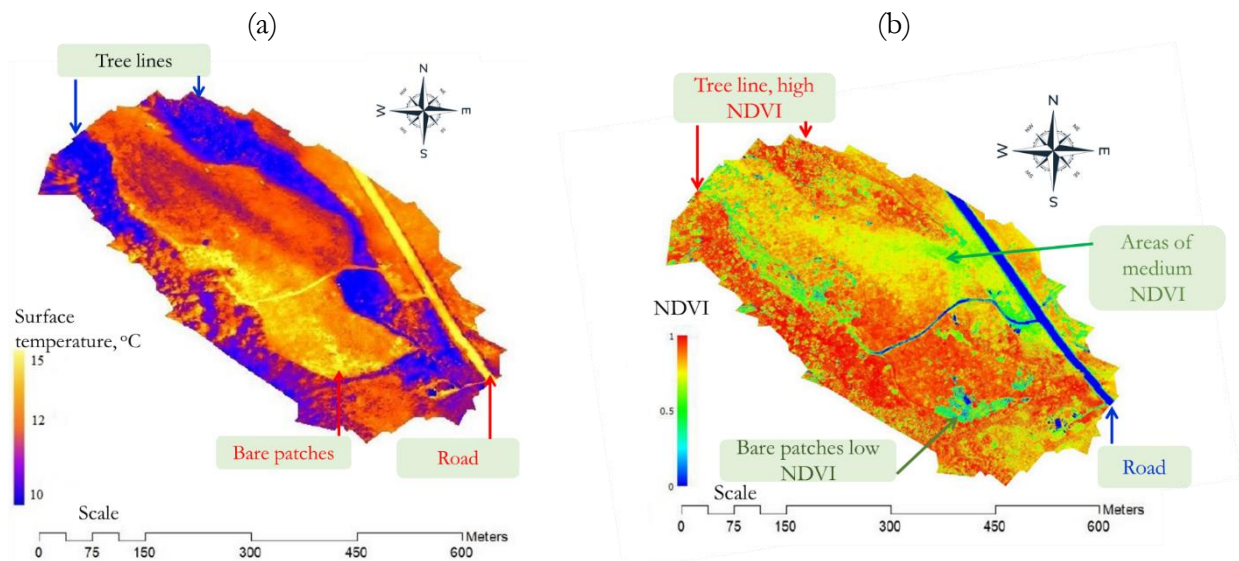 (a)
Tree lines
N
W
E
S
Surface
temperature, °C
15
12
10
Bare patches
Road
Scale
Meters
0
75
150
300
450
600
(b)
Tree line, high
NDVI
N
NW
NE
W
E
S
Areas of
medium
NDVI
NDVI
1
0.5
0
Bare patches low
NDVI
Road
Scale
Meters
0
75
150
300
450
600